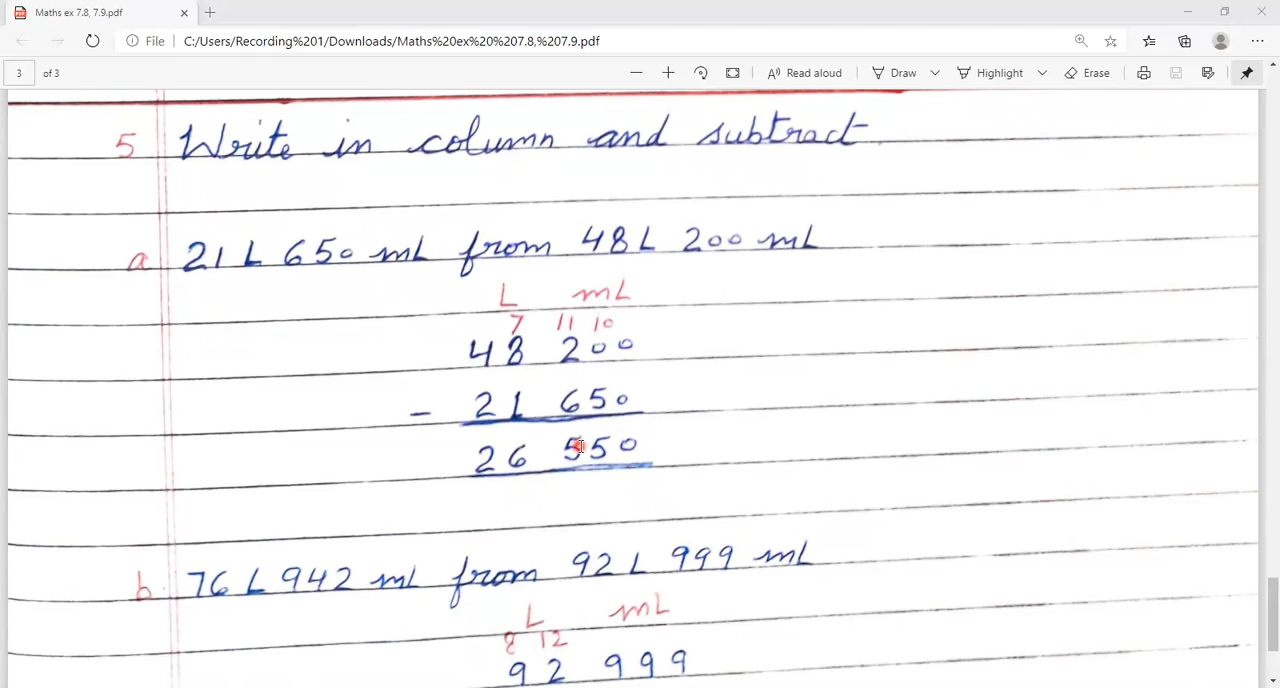 Maths ex 7.8, 7.9.pdf
File C:/Users/Recording%201/Downloads/Maths%20ex%20%207.8,%207.9.pdf
3 of 3 Read aloud Draw Highlight Erase
5 Write in column and subtract
a 21 L 650 mL from 48 L 200 mL
L mL
7 11 10
48 200
- 21 650
26 550
b. 76 L 942 mL from 92 L 999 mL
L mL
8 12
92 999